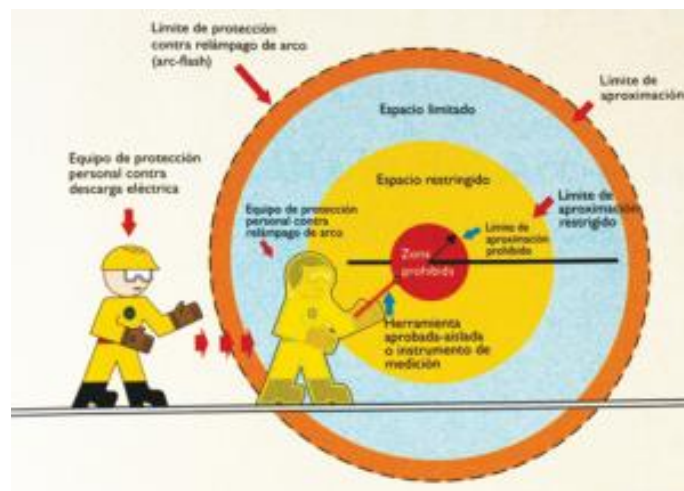 Límite de protección
contra relámpago de arco
(arc-flash)
Límite de
aproximación
Espacio limitado
Equipo de protección
personal contra
descarga eléctrica
Espacio restringido
Equipo de protección
personal contra
relámpago de arco
Límite de
aproximación
restrigido
Límite de
aproximación
prohibido
Zona
prohibida
Herramienta
aprobada-aislada
o instrumento de
medición